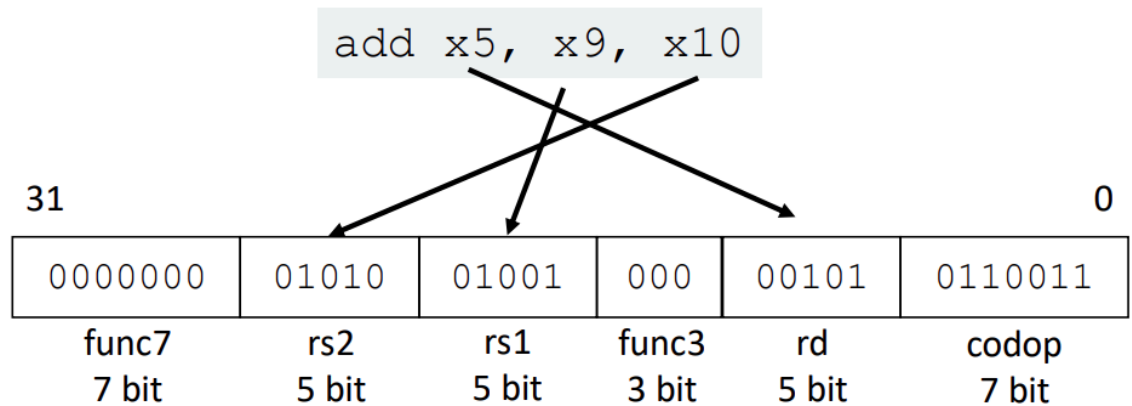 add x5, x9, x10
31 0
0000000 01010 01001 000 00101 0110011
func7 rs2 rs1 func3 rd codop
7 bit 5 bit 5 bit 3 bit 5 bit 7 bit